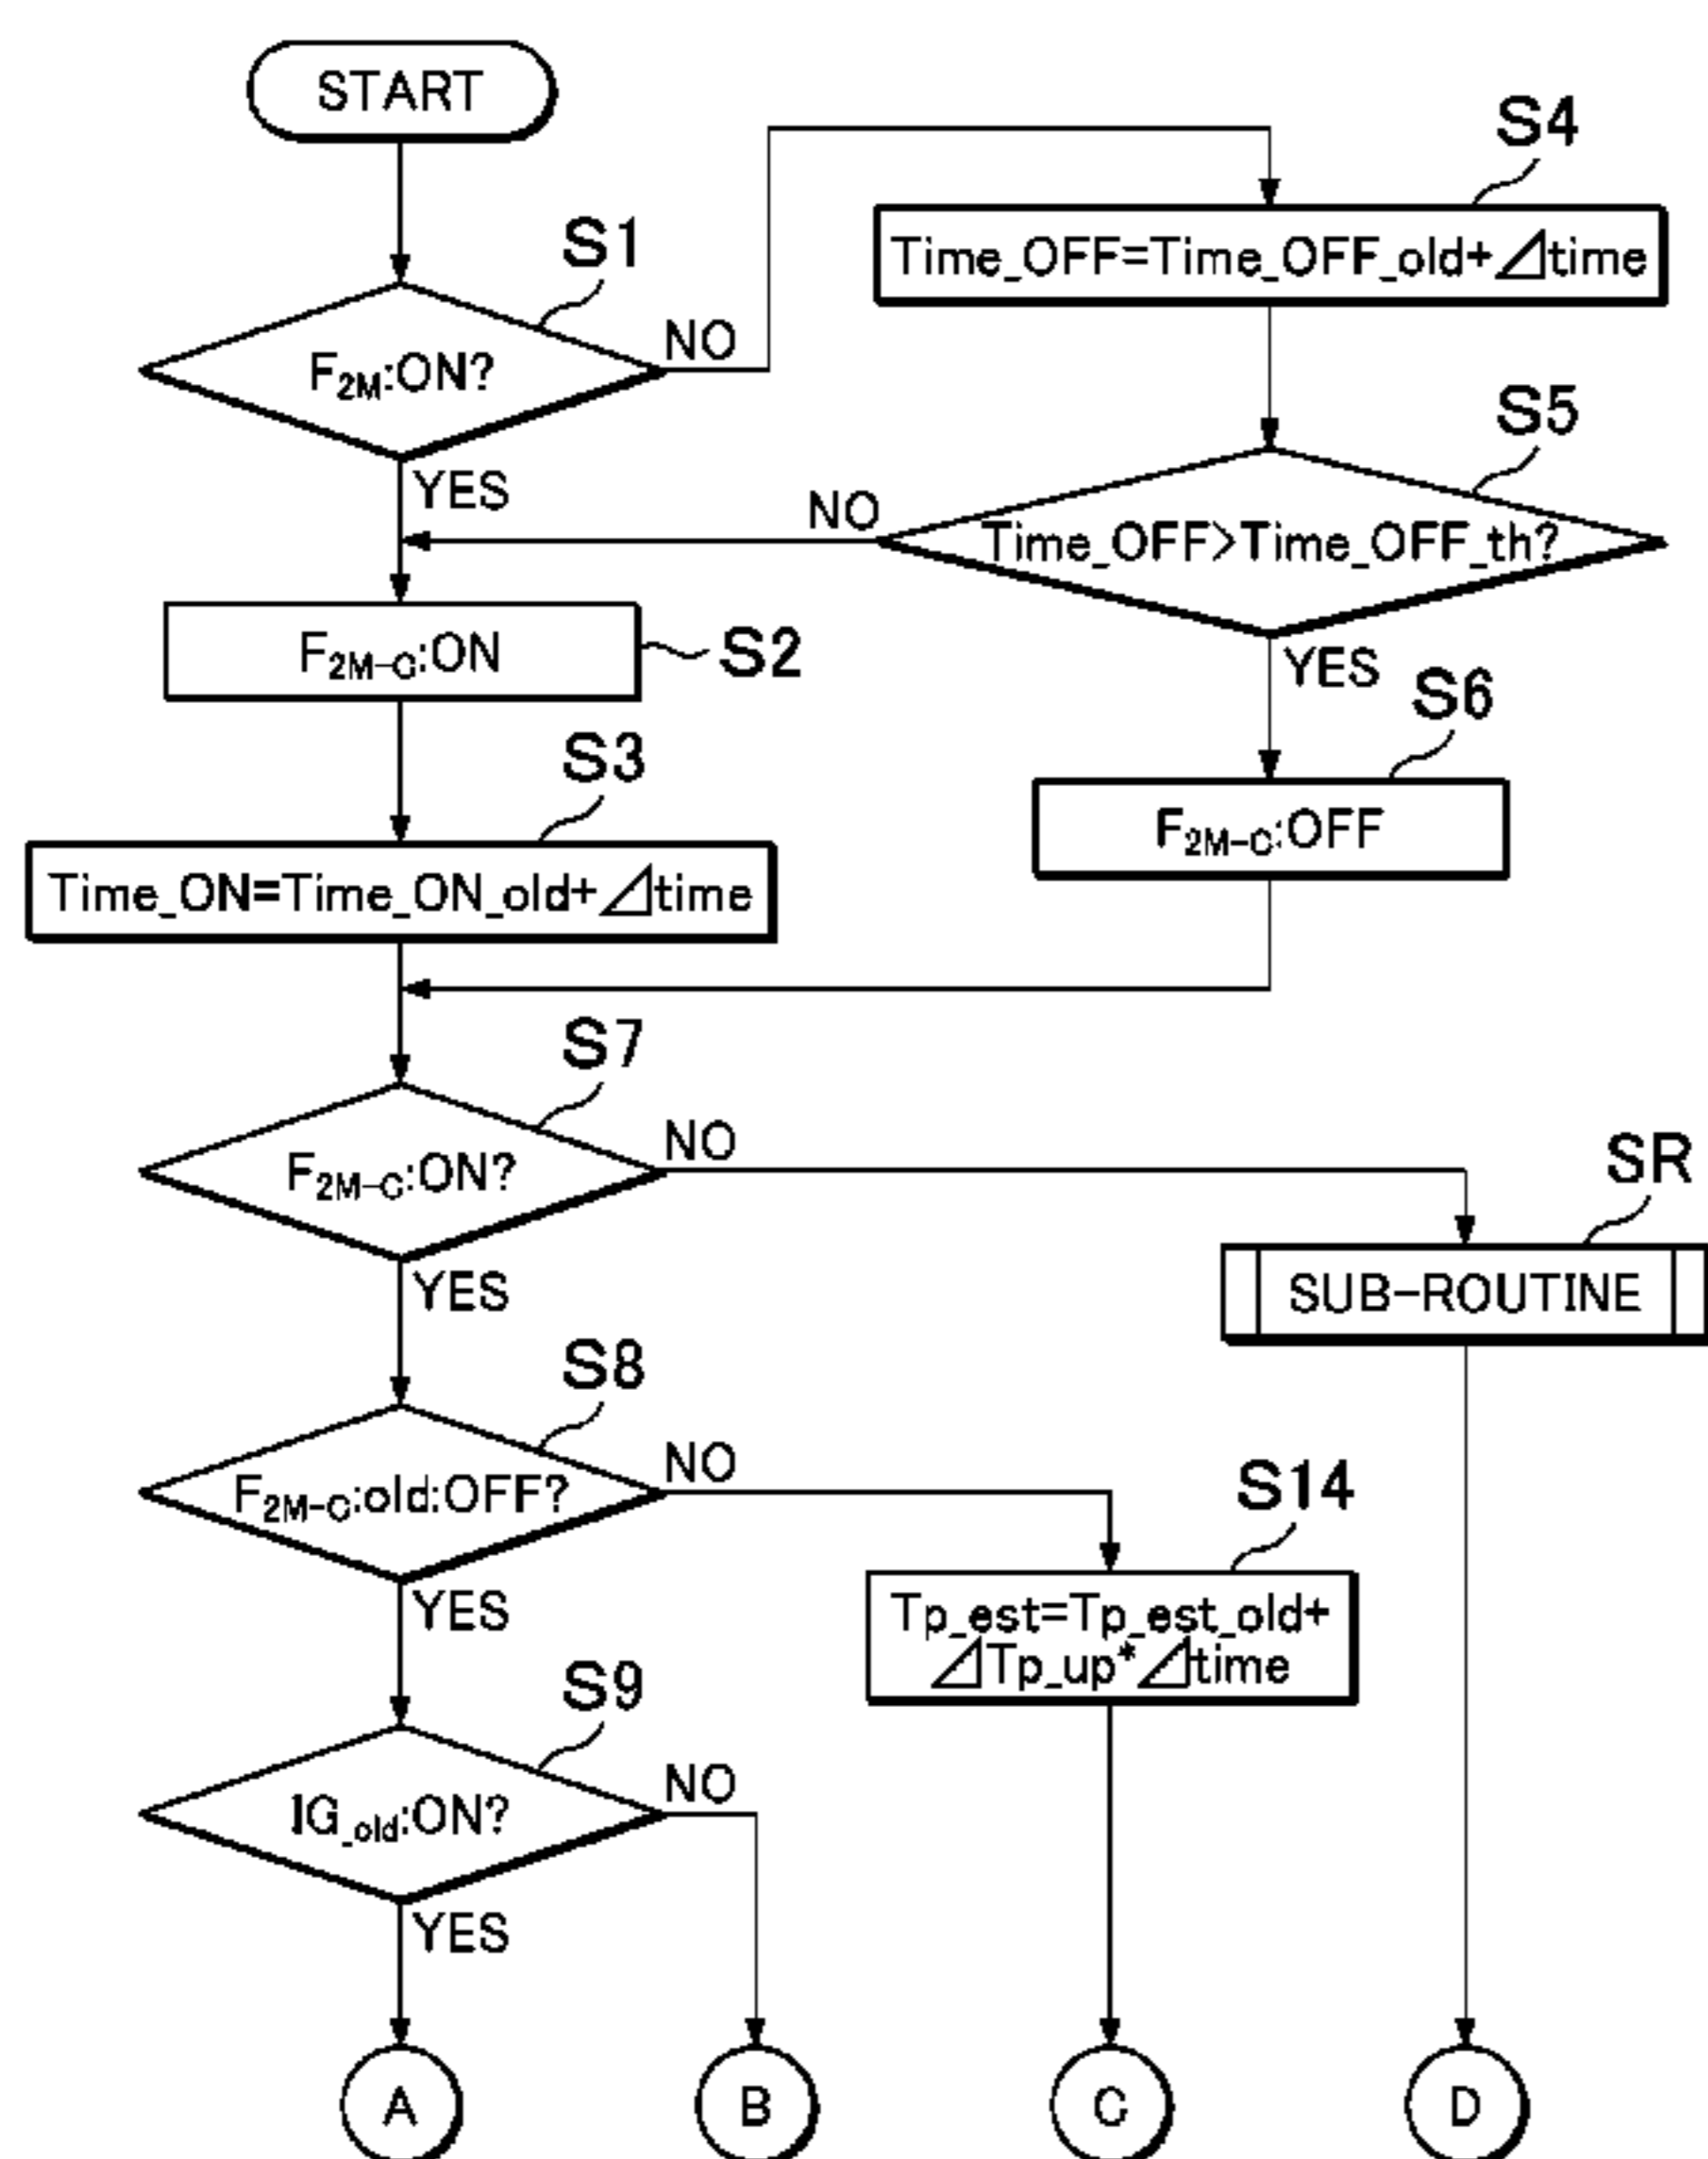 START
S4
Time_OFF=Time_OFF_old+⊿time
S1
F2M:ON?
NO
YES
S5
Time_OFF>Time_OFF_th?
NO
YES
F2M-C:ON
S2
S6
F2M-C:OFF
S3
Time_ON=Time_ON_old+⊿time
S7
F2M-C:ON?
NO
YES
SR
SUB-ROUTINE
S8
F2M-C:old:OFF?
NO
YES
S14
Tp_est=Tp_est_old+
⊿Tp_up*⊿time
S9
IG_old:ON?
NO
YES
A
B
C
D